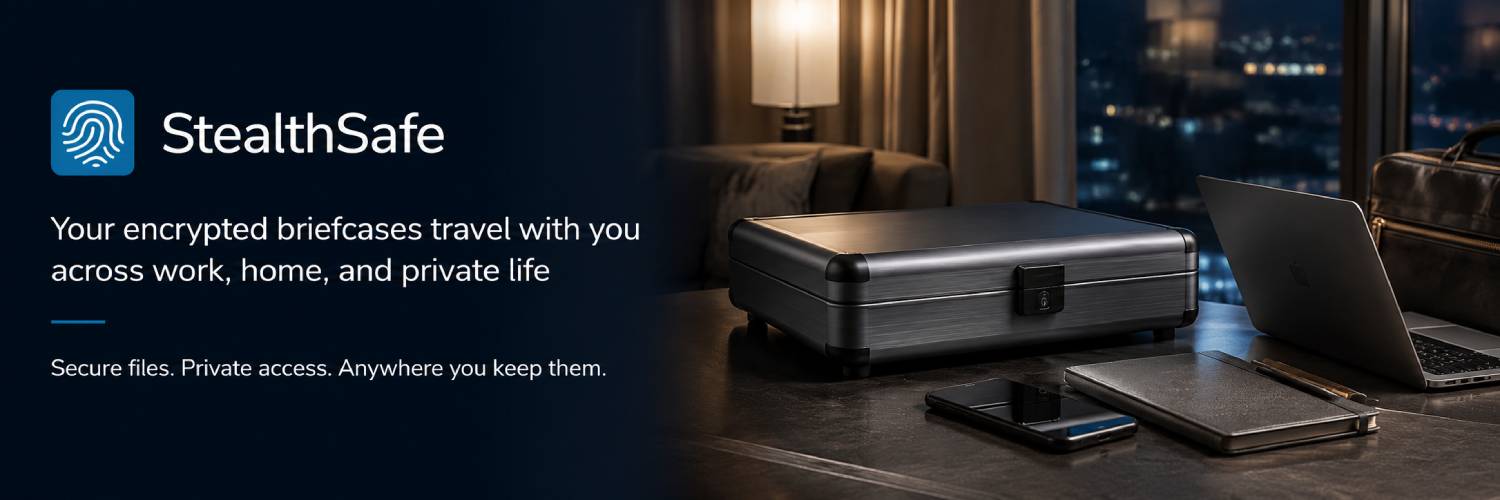 StealthSafe
Your encrypted briefcases travel with you
across work, home, and private life
Secure files. Private access. Anywhere you keep them.